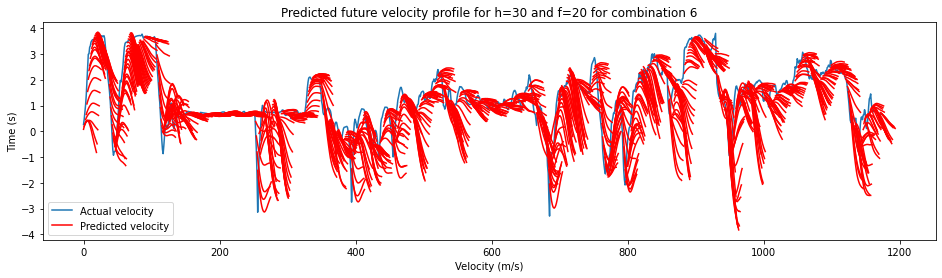 Predicted future velocity profile for h=30 and f=20 for combination 6
4
3
2
1
0
−1
−2
−3
−4
Time (s)
Actual velocity
Predicted velocity
0 200 400 600 800 1000 1200
Velocity (m/s)